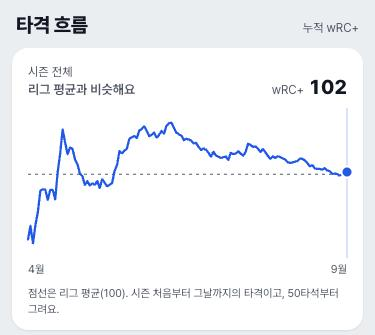 타격 흐름
누적 wRC+
시즌 전체
리그 평균과 비슷해요
wRC+ 102
4월
9월
점선은 리그 평균(100). 시즌 처음부터 그날까지의 타격이고, 50타석부터
그려요.